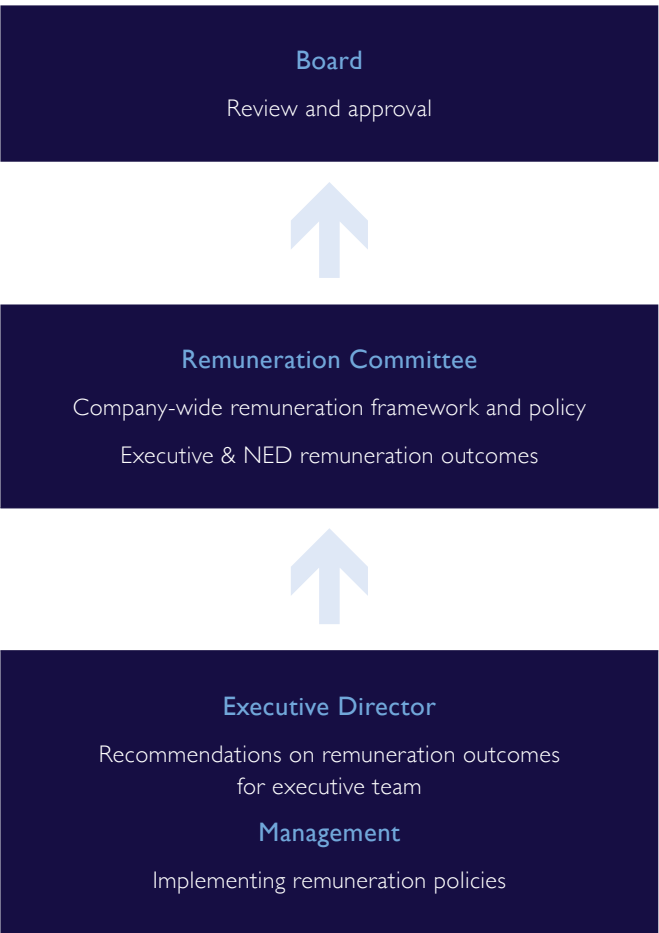 Board
Review and approval
Remuneration Committee
Company-wide remuneration framework and policy
Executive & NED remuneration outcomes
Executive Director
Recommendations on remuneration outcomes
for executive team
Management
Implementing remuneration policies